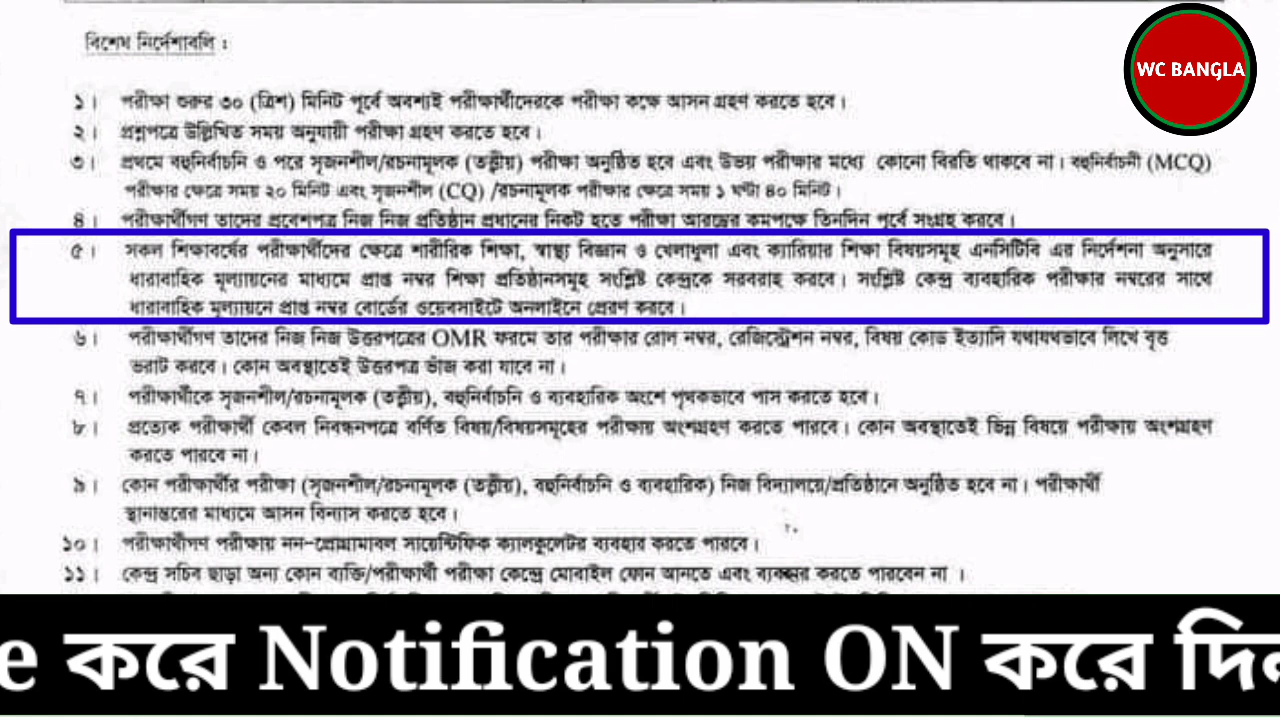 বিশেষ নির্দেশাবলি :
WC BANGLA
১। পরীক্ষা শুরুর ৩০ (ত্রিশ) মিনিট পূর্বে অবশ্যই পরীক্ষার্থীদেরকে পরীক্ষা কক্ষে আসন গ্রহণ করতে হবে।
২। প্রশ্নপত্রে উল্লিখিত সময় অনুযায়ী পরীক্ষা গ্রহণ করতে হবে।
৩। প্রথমে বহুনির্বাচনি ও পরে সৃজনশীল/রচনামূলক (তত্ত্বীয়) পরীক্ষা অনুষ্ঠিত হবে এবং উভয় পরীক্ষার মধ্যে কোনো বিরতি থাকবে না। বহুনির্বাচনী (MCQ)
পরীক্ষার ক্ষেত্রে সময় ২০ মিনিট এবং সৃজনশীল (CQ) /রচনামূলক পরীক্ষার ক্ষেত্রে সময় ১ ঘণ্টা ৪০ মিনিট।
৪। পরীক্ষার্থীগণ তাদের প্রবেশপত্র নিজ নিজ প্রতিষ্ঠান প্রধানের নিকট হতে পরীক্ষা আরম্ভের কমপক্ষে তিনদিন পূর্বে সংগ্রহ করবে।
৫। সকল শিক্ষাবর্ষের পরীক্ষার্থীদের ক্ষেত্রে শারীরিক শিক্ষা, স্বাস্থ্য বিজ্ঞান ও খেলাধুলা এবং ক্যারিয়ার শিক্ষা বিষয়সমূহ এনসিটিবি এর নির্দেশনা অনুসারে
ধারাবাহিক মূল্যায়নের মাধ্যমে প্রাপ্ত নম্বর শিক্ষা প্রতিষ্ঠানসমূহ সংশ্লিষ্ট কেন্দ্রকে সরবরাহ করবে। সংশ্লিষ্ট কেন্দ্র ব্যবহারিক পরীক্ষার নম্বরের সাথে
ধারাবাহিক মূল্যায়নে প্রাপ্ত নম্বর বোর্ডের ওয়েবসাইটে অনলাইনে প্রেরণ করবে।
৬। পরীক্ষার্থীগণ তাদের নিজ নিজ উত্তরপত্রের OMR ফরমে তার পরীক্ষার রোল নম্বর, রেজিস্ট্রেশন নম্বর, বিষয় কোড ইত্যাদি যথাযথভাবে লিখে বৃত্ত
ভরাট করবে। কোন অবস্থাতেই উত্তরপত্র ভাঁজ করা যাবে না।
৭। পরীক্ষার্থীকে সৃজনশীল/রচনামূলক (তত্ত্বীয়), বহুনির্বাচনি ও ব্যবহারিক অংশে পৃথকভাবে পাস করতে হবে।
৮। প্রত্যেক পরীক্ষার্থী কেবল নিবন্ধনপত্রে বর্ণিত বিষয়/বিষয়সমূহের পরীক্ষায় অংশগ্রহণ করতে পারবে। কোন অবস্থাতেই ভিন্ন বিষয়ে পরীক্ষায় অংশগ্রহণ
করতে পারবে না।
৯। কোন পরীক্ষার্থীর পরীক্ষা (সৃজনশীল/রচনামূলক (তত্ত্বীয়), বহুনির্বাচনি ও ব্যবহারিক) নিজ বিদ্যালয়ে/প্রতিষ্ঠানে অনুষ্ঠিত হবে না। পরীক্ষার্থী
স্থানান্তরের মাধ্যমে আসন বিন্যাস করতে হবে।
১০। পরীক্ষার্থীগণ পরীক্ষায় নন-প্রোগ্রামাবল সায়েন্টিফিক ক্যালকুলেটর ব্যবহার করতে পারবে।
১১। কেন্দ্র সচিব ছাড়া অন্য কোন ব্যক্তি/পরীক্ষার্থী পরীক্ষা কেন্দ্রে মোবাইল ফোন আনতে এবং ব্যবহার করতে পারবেন না ।
e করে Notification ON করে দিন